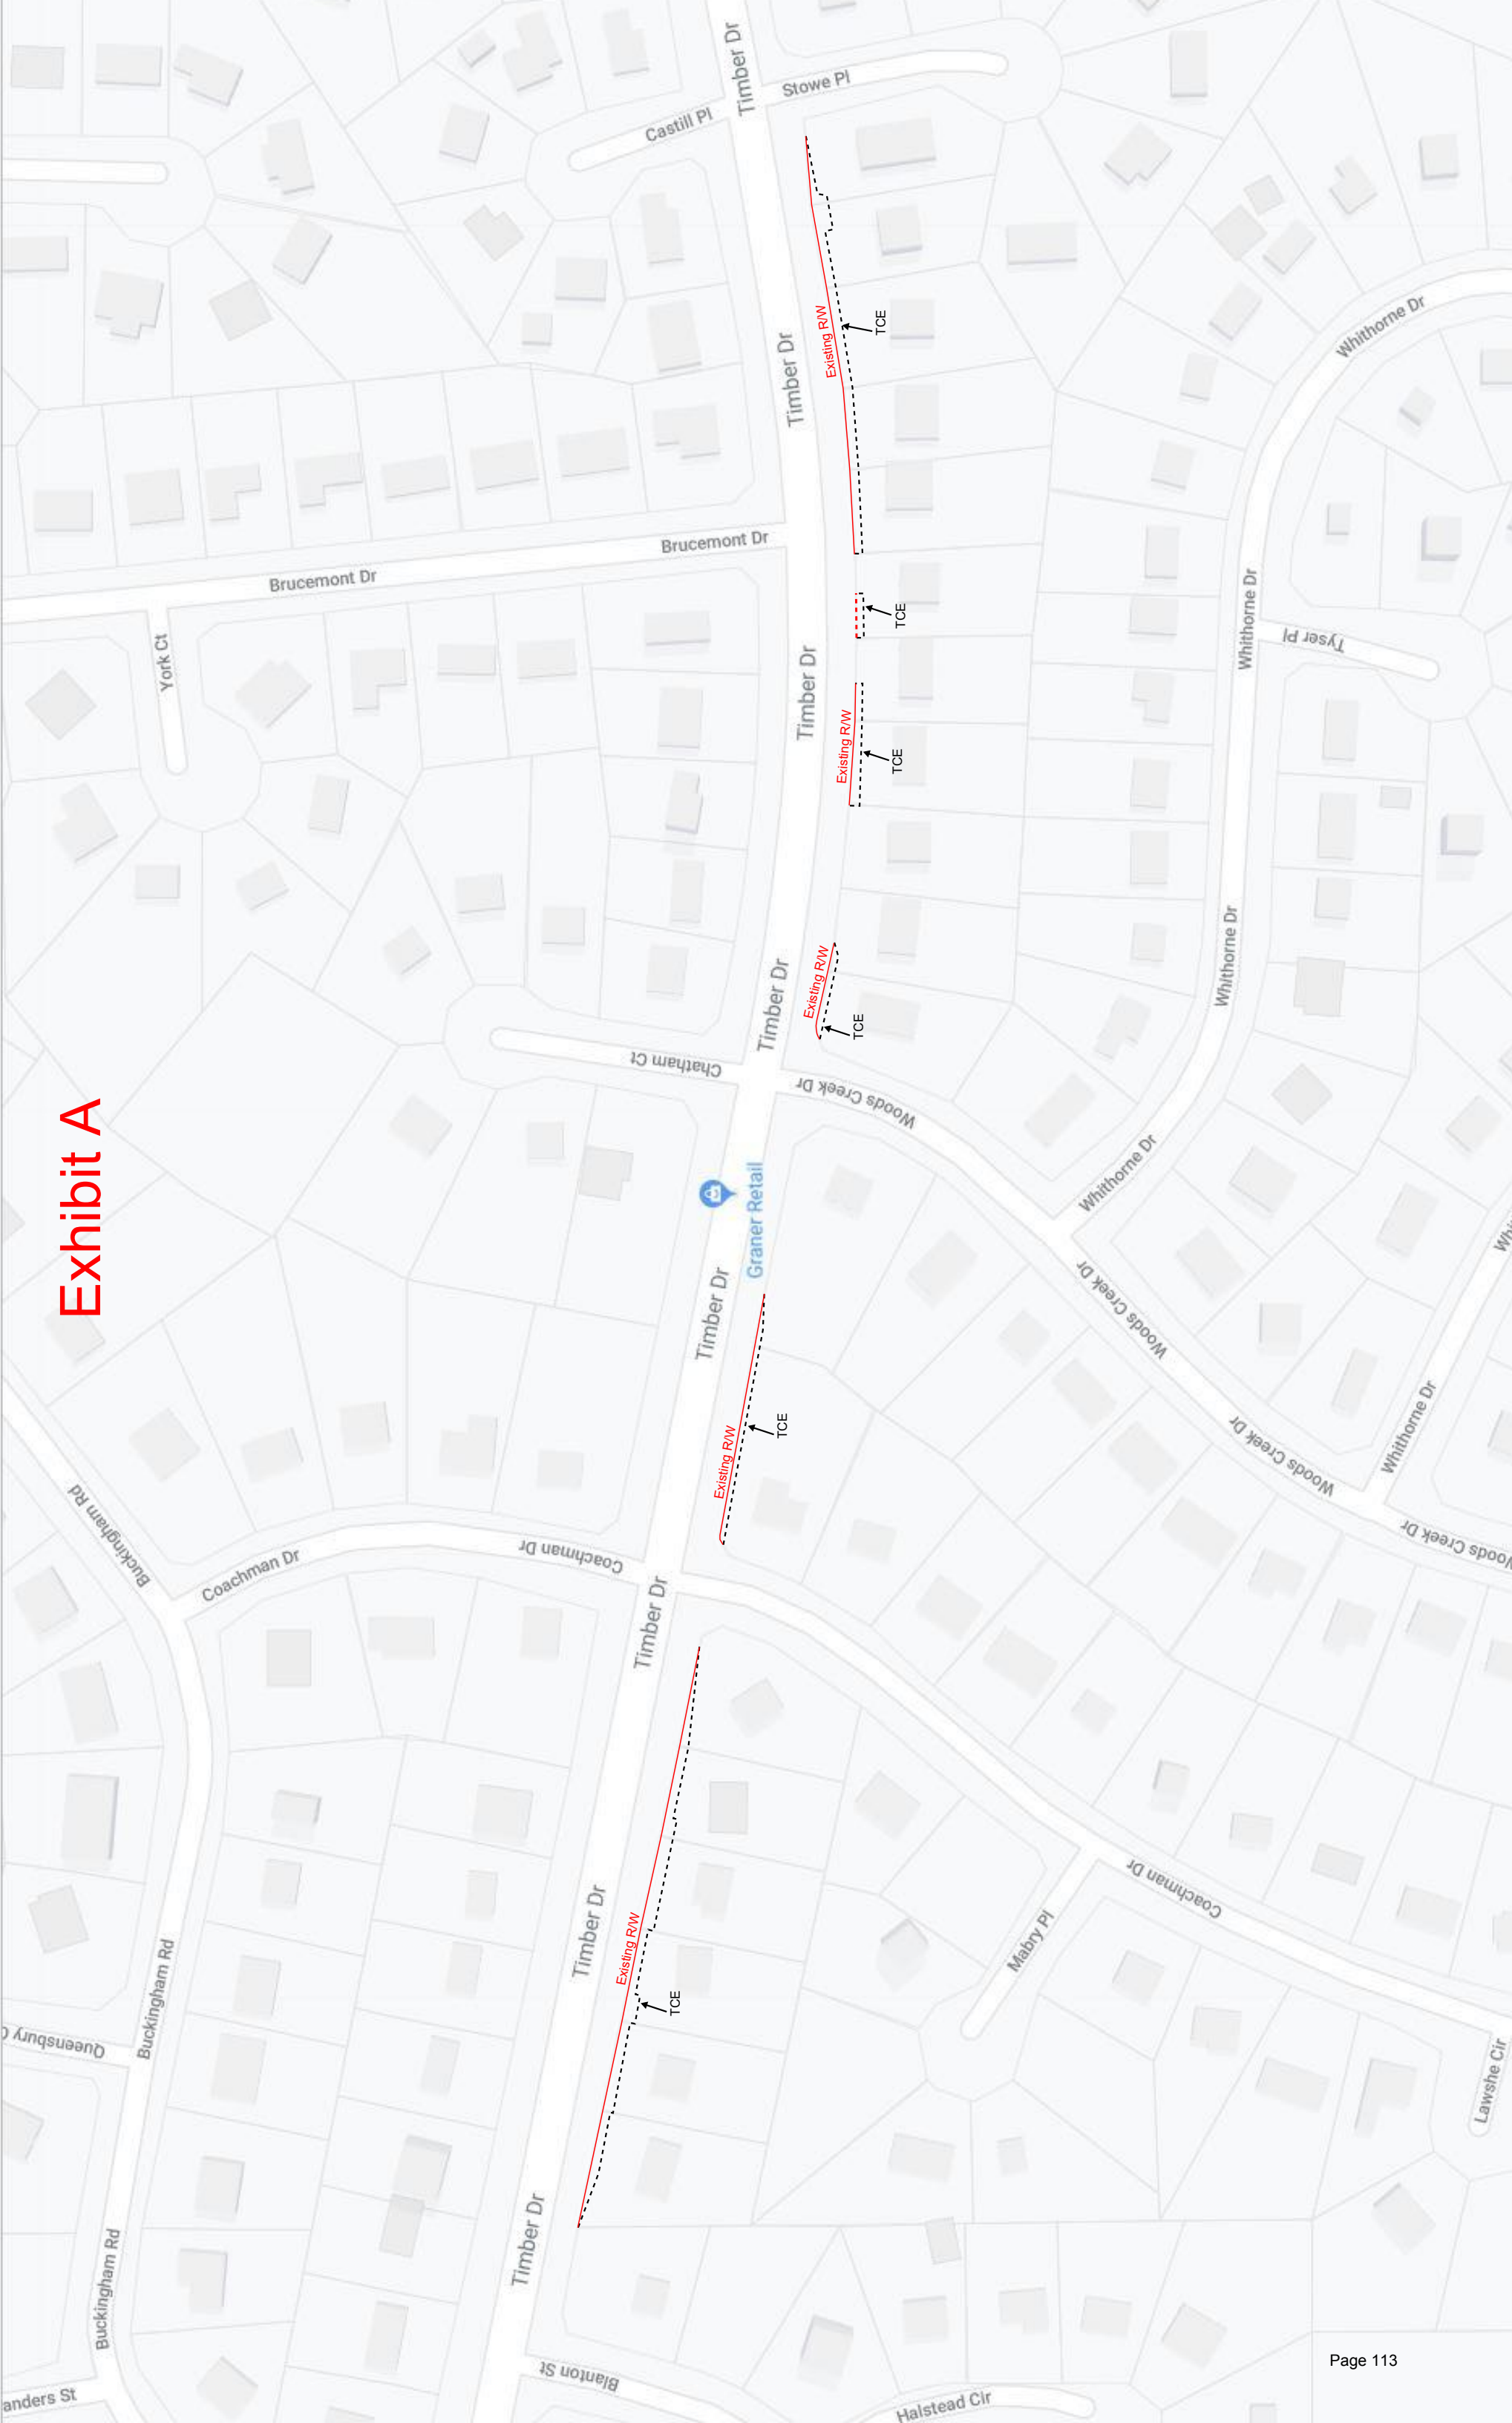 Exhibit A
Timber Dr
Stowe Pl
Castill Pl
Existing R/W
TCE
Timber Dr
Whithorne Dr
Brucemont Dr
Brucemont Dr
York Ct
TCE
Whithorne Dr
Tyser Pl
Timber Dr
Existing R/W
TCE
Whithorne Dr
Timber Dr
Existing R/W
TCE
Chatham Ct
Woods Creek Dr
Whithorne Dr
Graner Retail
Timber Dr
Woods Creek Dr
Existing R/W
TCE
Woods Creek Dr
Whithorne Dr
Woods Creek Dr
Buckingham Rd
Coachman Dr
Coachman Dr
Timber Dr
Timber Dr
Existing R/W
TCE
Coachman Dr
Mabry Pl
Buckingham Rd
Queensbury C
Lawshe Cir
Buckingham Rd
Timber Dr
Blanton St
Halstead Cir
anders St
Whi
Page 113